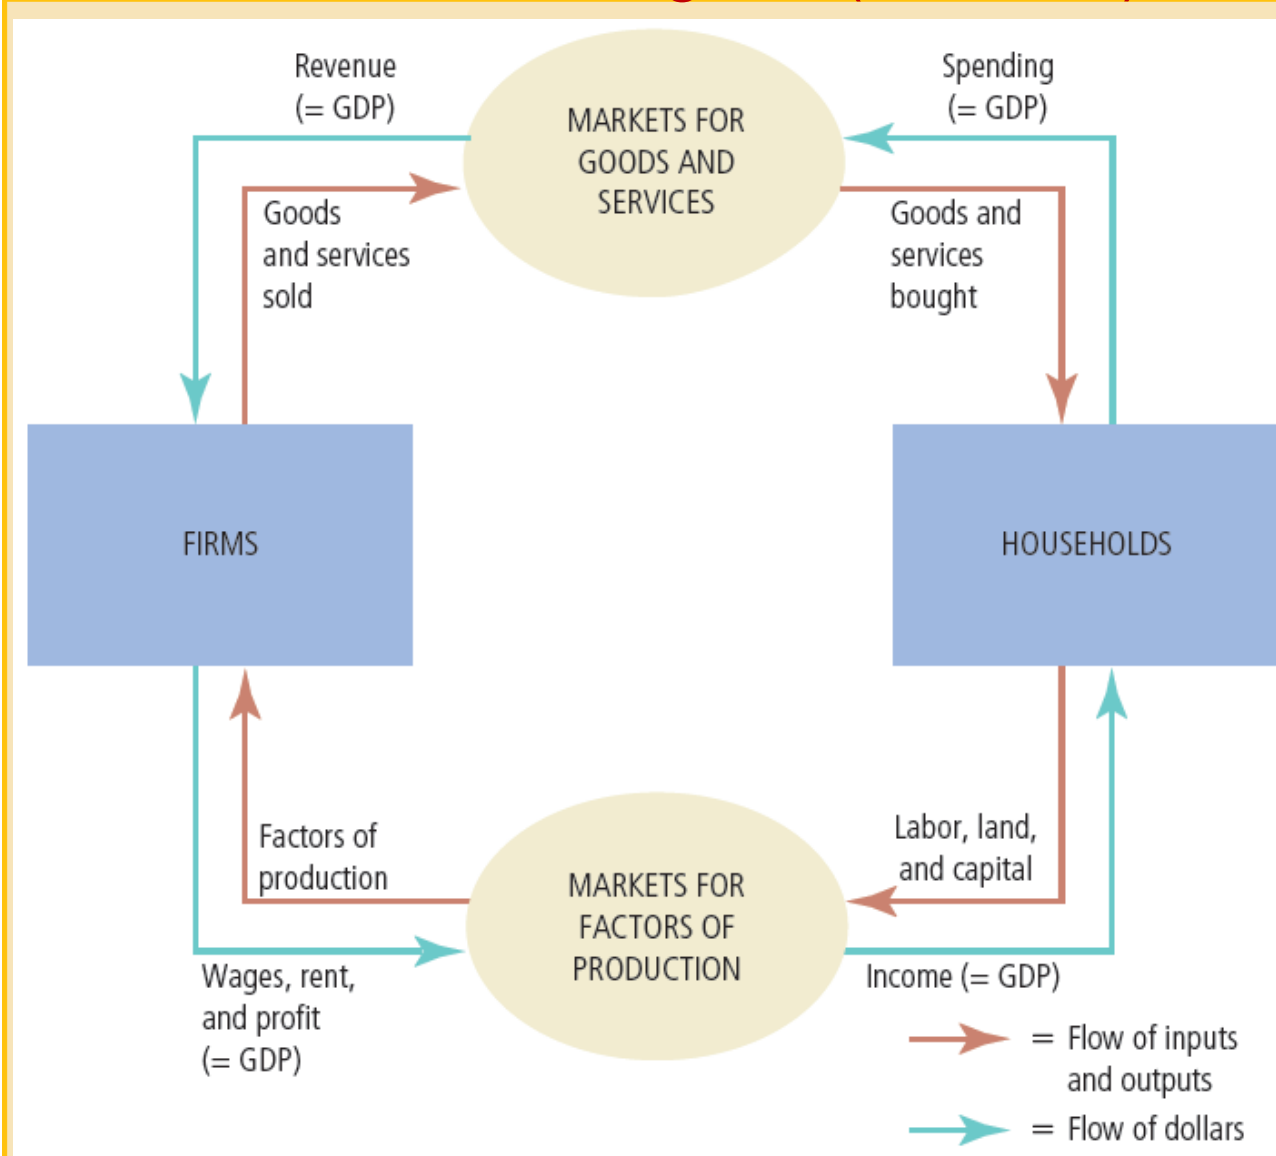 Revenue
(= GDP)
Spending
(= GDP)
MARKETS FOR
GOODS AND
SERVICES
Goods
and services
sold
Goods and
services
bought
FIRMS
HOUSEHOLDS
Factors of
production
Labor, land,
and capital
MARKETS FOR
FACTORS OF
PRODUCTION
Wages, rent,
and profit
(= GDP)
Income (= GDP)
= Flow of inputs
and outputs
= Flow of dollars